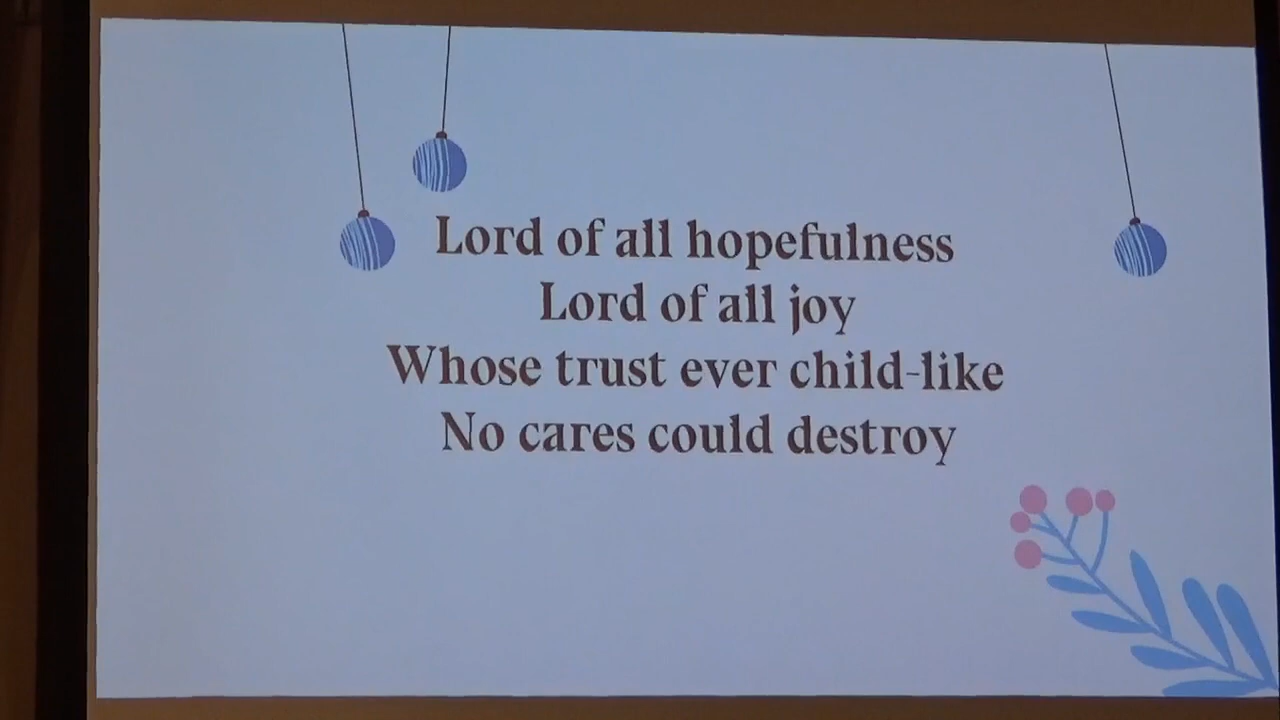 Lord of all hopefulness
Lord of all joy
Whose trust ever child-like
No cares could destroy